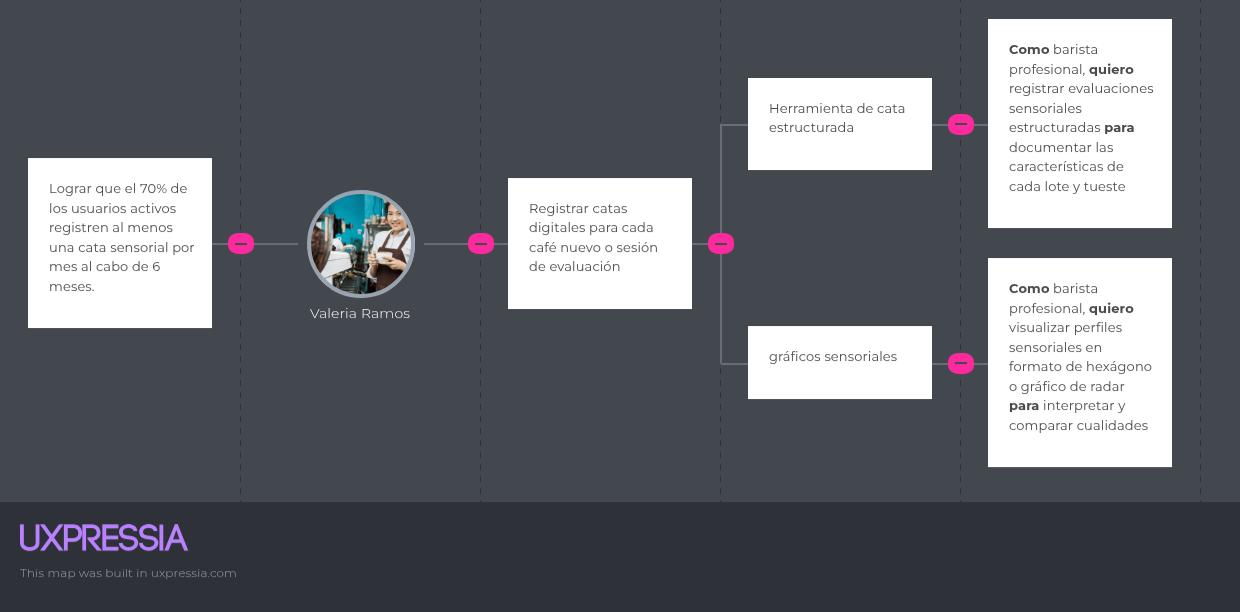 Lograr que el 70% de
los usuarios activos
registren al menos
una cata sensorial por
mes al cabo de 6
meses.
Valeria Ramos
Registrar catas
digitales para cada
café nuevo o sesión
de evaluación
Herramienta de cata
estructurada
Como barista
profesional, quiero
registrar evaluaciones
sensoriales
estructuradas para
documentar las
características de
cada lote y tueste
gráficos sensoriales
Como barista
profesional, quiero
visualizar perfiles
sensoriales en
formato de hexágono
o gráfico de radar
para interpretar y
comparar cualidades
UXPRESSIA
This map was built in uxpressia.com